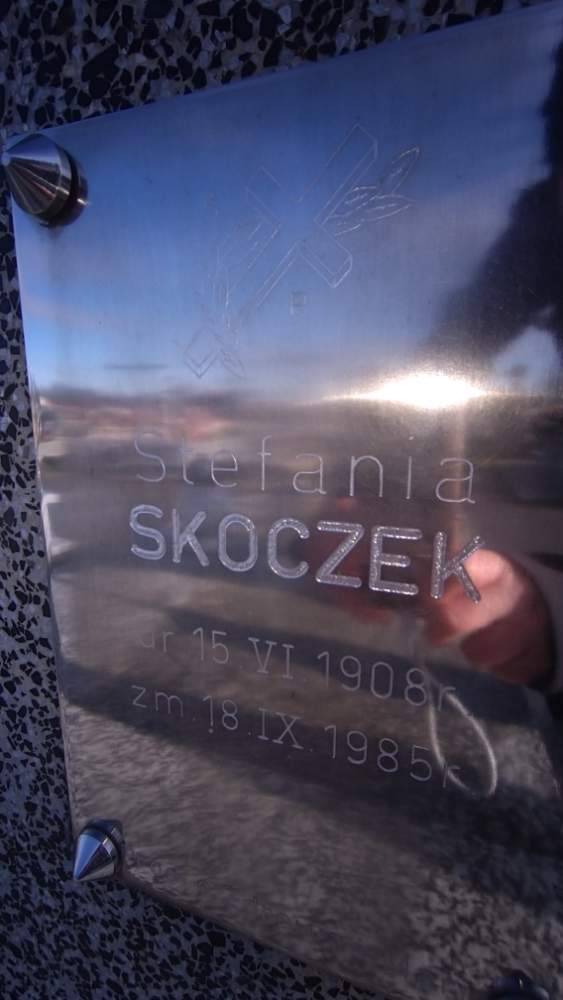 Stefania
SKOCZEK
ur 15.VI 1908r
zm.18.IX.1985r